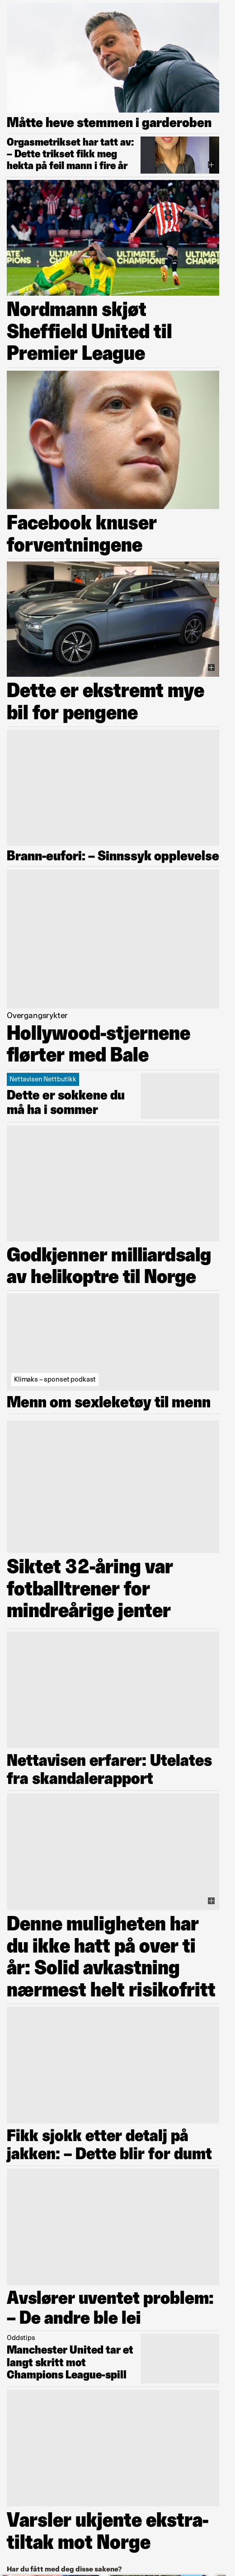 Måtte heve stemmen i garderoben
Orgasmetrikset har tatt av:
– Dette trikset fikk meg
hekta på feil mann i fire år
ULTIMATE
CHAMPIONS
ULTIMATE
CHAMPI
Nordmann skjøt
Sheffield United til
Premier League
Facebook knuser
forventningene
Dette er ekstremt mye
bil for pengene
Brann-eufori: – Sinnssyk opplevelse
Overgangsrykter
Hollywood-stjernene
flørter med Bale
Nettavisen Nettbutikk
Dette er sokkene du
må ha i sommer
Godkjenner milliardsalg
av helikoptre til Norge
Klimaks – sponset podkast
Menn om sexleketøy til menn
Siktet 32-åring var
fotballtrener for
mindreårige jenter
Nettavisen erfarer: Utelates
fra skandalerapport
Denne muligheten har
du ikke hatt på over ti
år: Solid avkastning
nærmest helt risikofritt
Fikk sjokk etter detalj på
jakken: – Dette blir for dumt
Avslører uventet problem:
– De andre ble lei
Oddstips
Manchester United tar et
langt skritt mot
Champions League-spill
Varsler ukjente ekstra-
tiltak mot Norge
Har du fått med deg disse sakene?